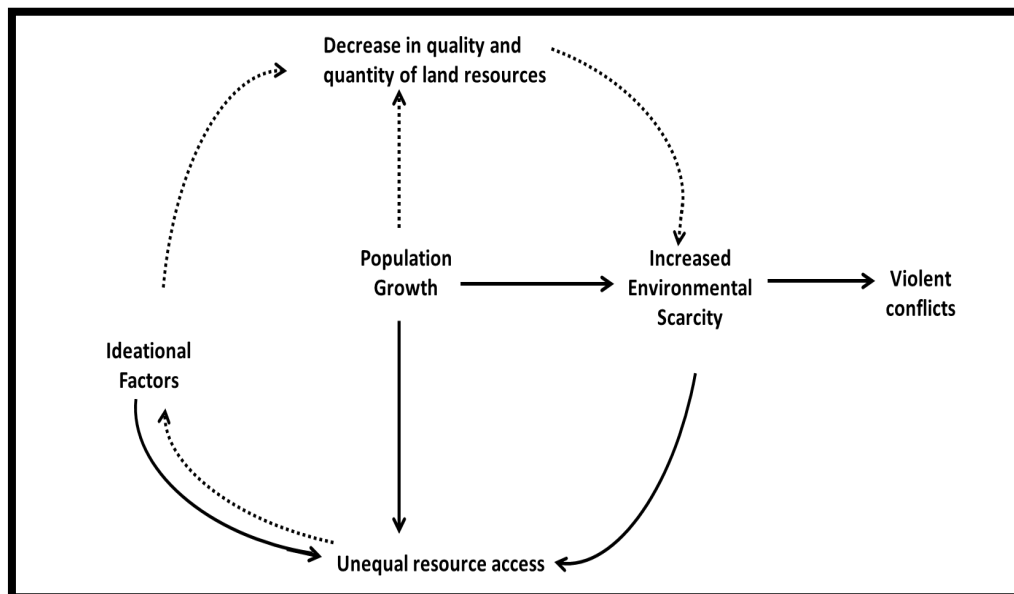 Decrease in quality and
quantity of land resources
Population
Growth
Increased
Environmental
Scarcity
Violent
conflicts
Ideational
Factors
Unequal resource access